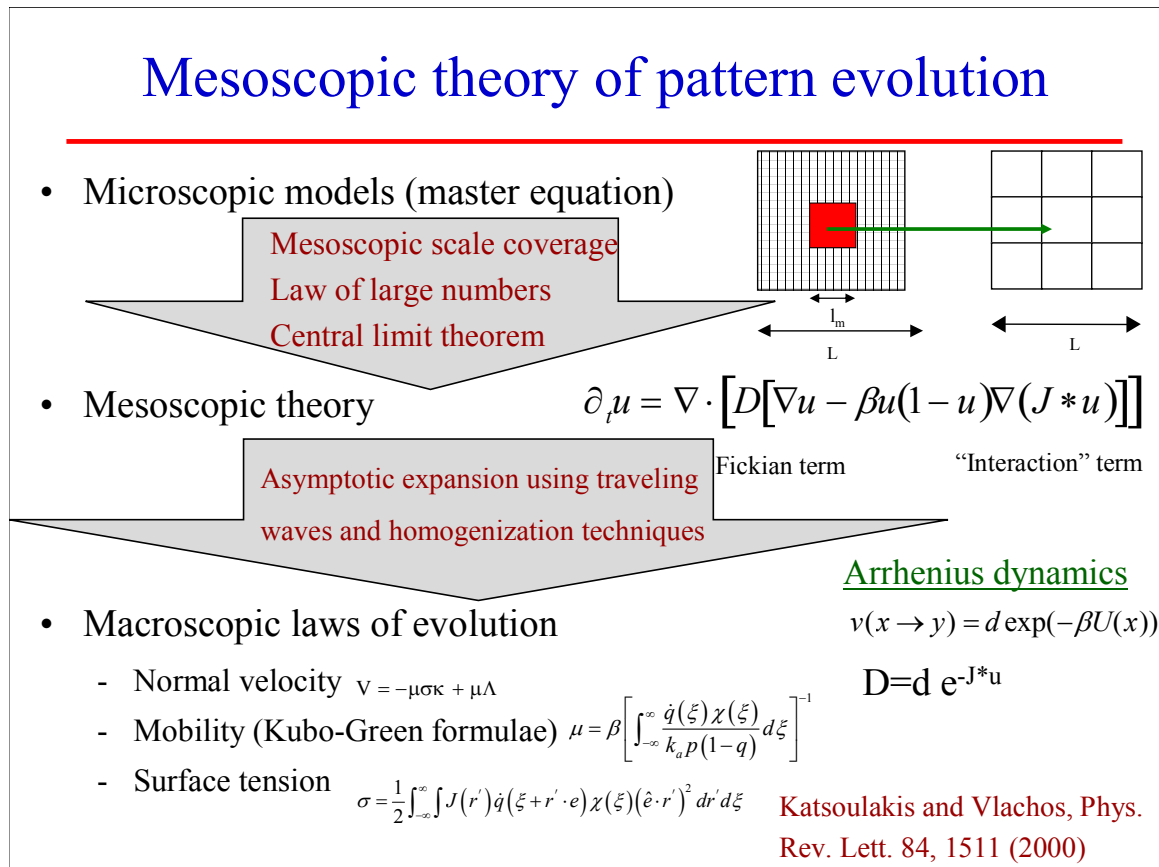 Mesoscopic theory of pattern evolution
• Microscopic models (master equation)
Mesoscopic scale coverage
Law of large numbers
Central limit theorem
l_m
L
L
• Mesoscopic theory
∂_t u = ∇ · [D[∇u − βu(1 − u)∇(J * u)]]
Fickian term
“Interaction” term
Asymptotic expansion using traveling
waves and homogenization techniques
Arrhenius dynamics
v(x → y) = d exp(−βU(x))
D=d e^{-J*u}
• Macroscopic laws of evolution
- Normal velocity V = −μσκ + μΛ
- Mobility (Kubo-Green formulae) μ = β[∫_{−∞}^{∞} \frac{q̇(ξ)χ(ξ)}{k_a p(1−q)} dξ]^{−1}
- Surface tension σ = \frac{1}{2}∫_{−∞}^{∞}∫J(r′)q̇(ξ + r′·e)χ(ξ)(ê·r′)^2 dr′dξ
Katsoulakis and Vlachos, Phys.
Rev. Lett. 84, 1511 (2000)